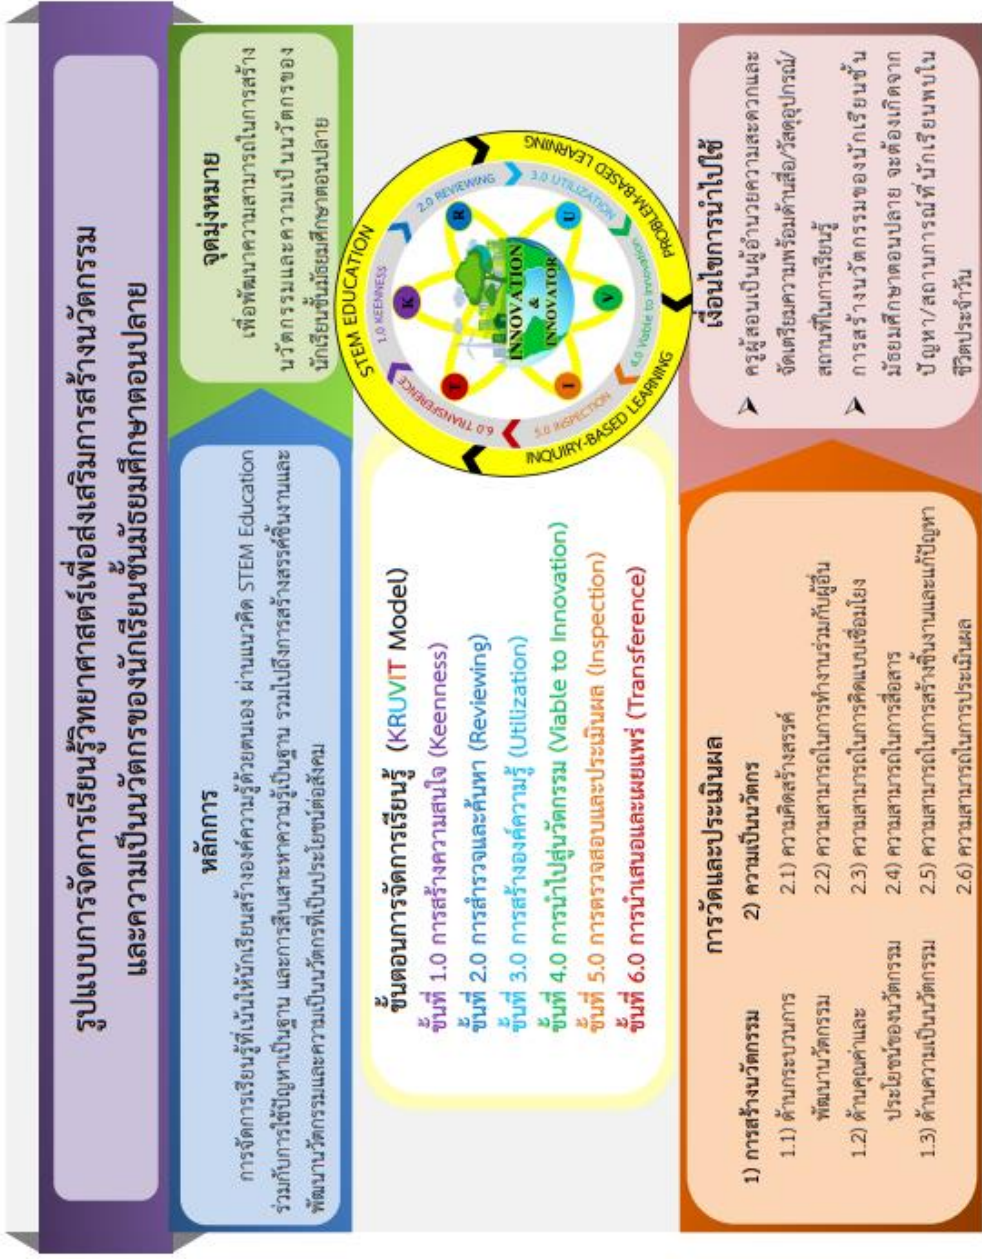 รูปแบบการจัดการเรียนรู้วิทยาศาสตร์เพื่อส่งเสริมการสร้างนวัตกรรม
และความเป็นนวัตกรของนักเรียนชั้นมัธยมศึกษาตอนปลาย
หลักการ
การจัดการเรียนรู้ที่เน้นให้นักเรียนสร้างองค์ความรู้ด้วยตนเอง ผ่านแนวคิด STEM Education
ร่วมกับการใช้ปัญหาเป็นฐาน และการสืบเสาะหาความรู้เป็นฐาน รวมไปถึงการสร้างสรรค์ชิ้นงานและ
พัฒนานวัตกรรมและความเป็นนวัตกรที่เป็นประโยชน์ต่อสังคม
จุดมุ่งหมาย
เพื่อพัฒนาความสามารถในการสร้าง
นวัตกรรมและความเป็นนวัตกรของ
นักเรียนชั้นมัธยมศึกษาตอนปลาย
ขั้นตอนการจัดการเรียนรู้ (KRUVIT Model)
ขั้นที่ 1.0 การสร้างความสนใจ (Keenness)
ขั้นที่ 2.0 การสำรวจและค้นหา (Reviewing)
ขั้นที่ 3.0 การสร้างองค์ความรู้ (Utilization)
ขั้นที่ 4.0 การนำไปสู่นวัตกรรม (Viable to Innovation)
ขั้นที่ 5.0 การตรวจสอบและประเมินผล (Inspection)
ขั้นที่ 6.0 การนำเสนอและเผยแพร่ (Transference)
STEM EDUCATION
PROBLEM-BASED LEARNING
INQUIRY-BASED LEARNING
1.0 KEENNESS
2.0 REVIEWING
3.0 UTILIZATION
4.0 Viable to Innovation
5.0 INSPECTION
6.0 TRANSFERENCE
K
R
U
V
I
T
INNOVATION
&
INNOVATOR
การวัดและประเมินผล
1) การสร้างนวัตกรรม
1.1) ด้านกระบวนการ
พัฒนานวัตกรรม
1.2) ด้านคุณค่าและ
ประโยชน์ของนวัตกรรม
1.3) ด้านความเป็นนวัตกรรม
2) ความเป็นนวัตกร
2.1) ความคิดสร้างสรรค์
2.2) ความสามารถในการทำงานร่วมกับผู้อื่น
2.3) ความสามารถในการคิดแบบเชื่อมโยง
2.4) ความสามารถในการสื่อสาร
2.5) ความสามารถในการสร้างชิ้นงานและแก้ปัญหา
2.6) ความสามารถในการประเมินผล
เงื่อนไขการนำไปใช้
➢ ครูผู้สอนเป็นผู้อำนวยความสะดวกและ
จัดเตรียมความพร้อมด้านสื่อ/วัสดุอุปกรณ์/
สถานที่ในการเรียนรู้
➢ การสร้างนวัตกรรมของนักเรียนชั้น
มัธยมศึกษาตอนปลาย จะต้องเกิดจาก
ปัญหา/สถานการณ์ที่นักเรียนพบใน
ชีวิตประจำวัน